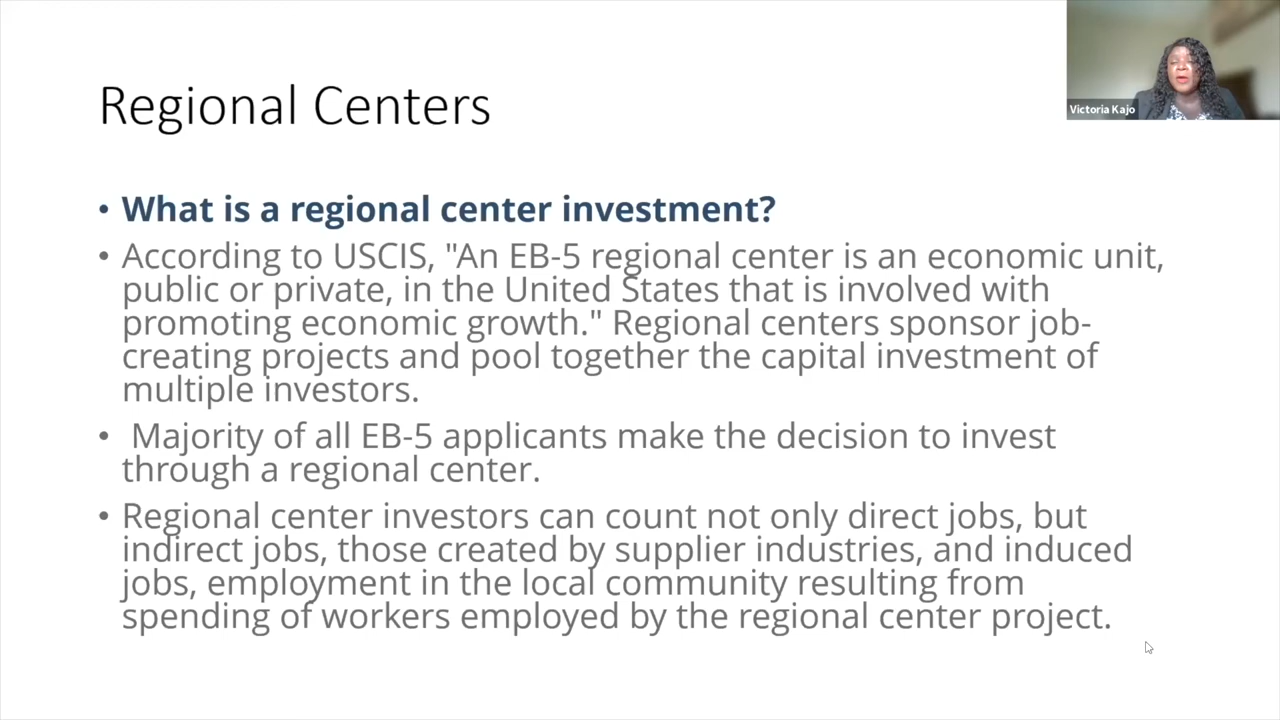 Regional Centers
Victoria Kajo
• What is a regional center investment?
• According to USCIS, "An EB-5 regional center is an economic unit,
public or private, in the United States that is involved with
promoting economic growth." Regional centers sponsor job-
creating projects and pool together the capital investment of
multiple investors.
• Majority of all EB-5 applicants make the decision to invest
through a regional center.
• Regional center investors can count not only direct jobs, but
indirect jobs, those created by supplier industries, and induced
jobs, employment in the local community resulting from
spending of workers employed by the regional center project.